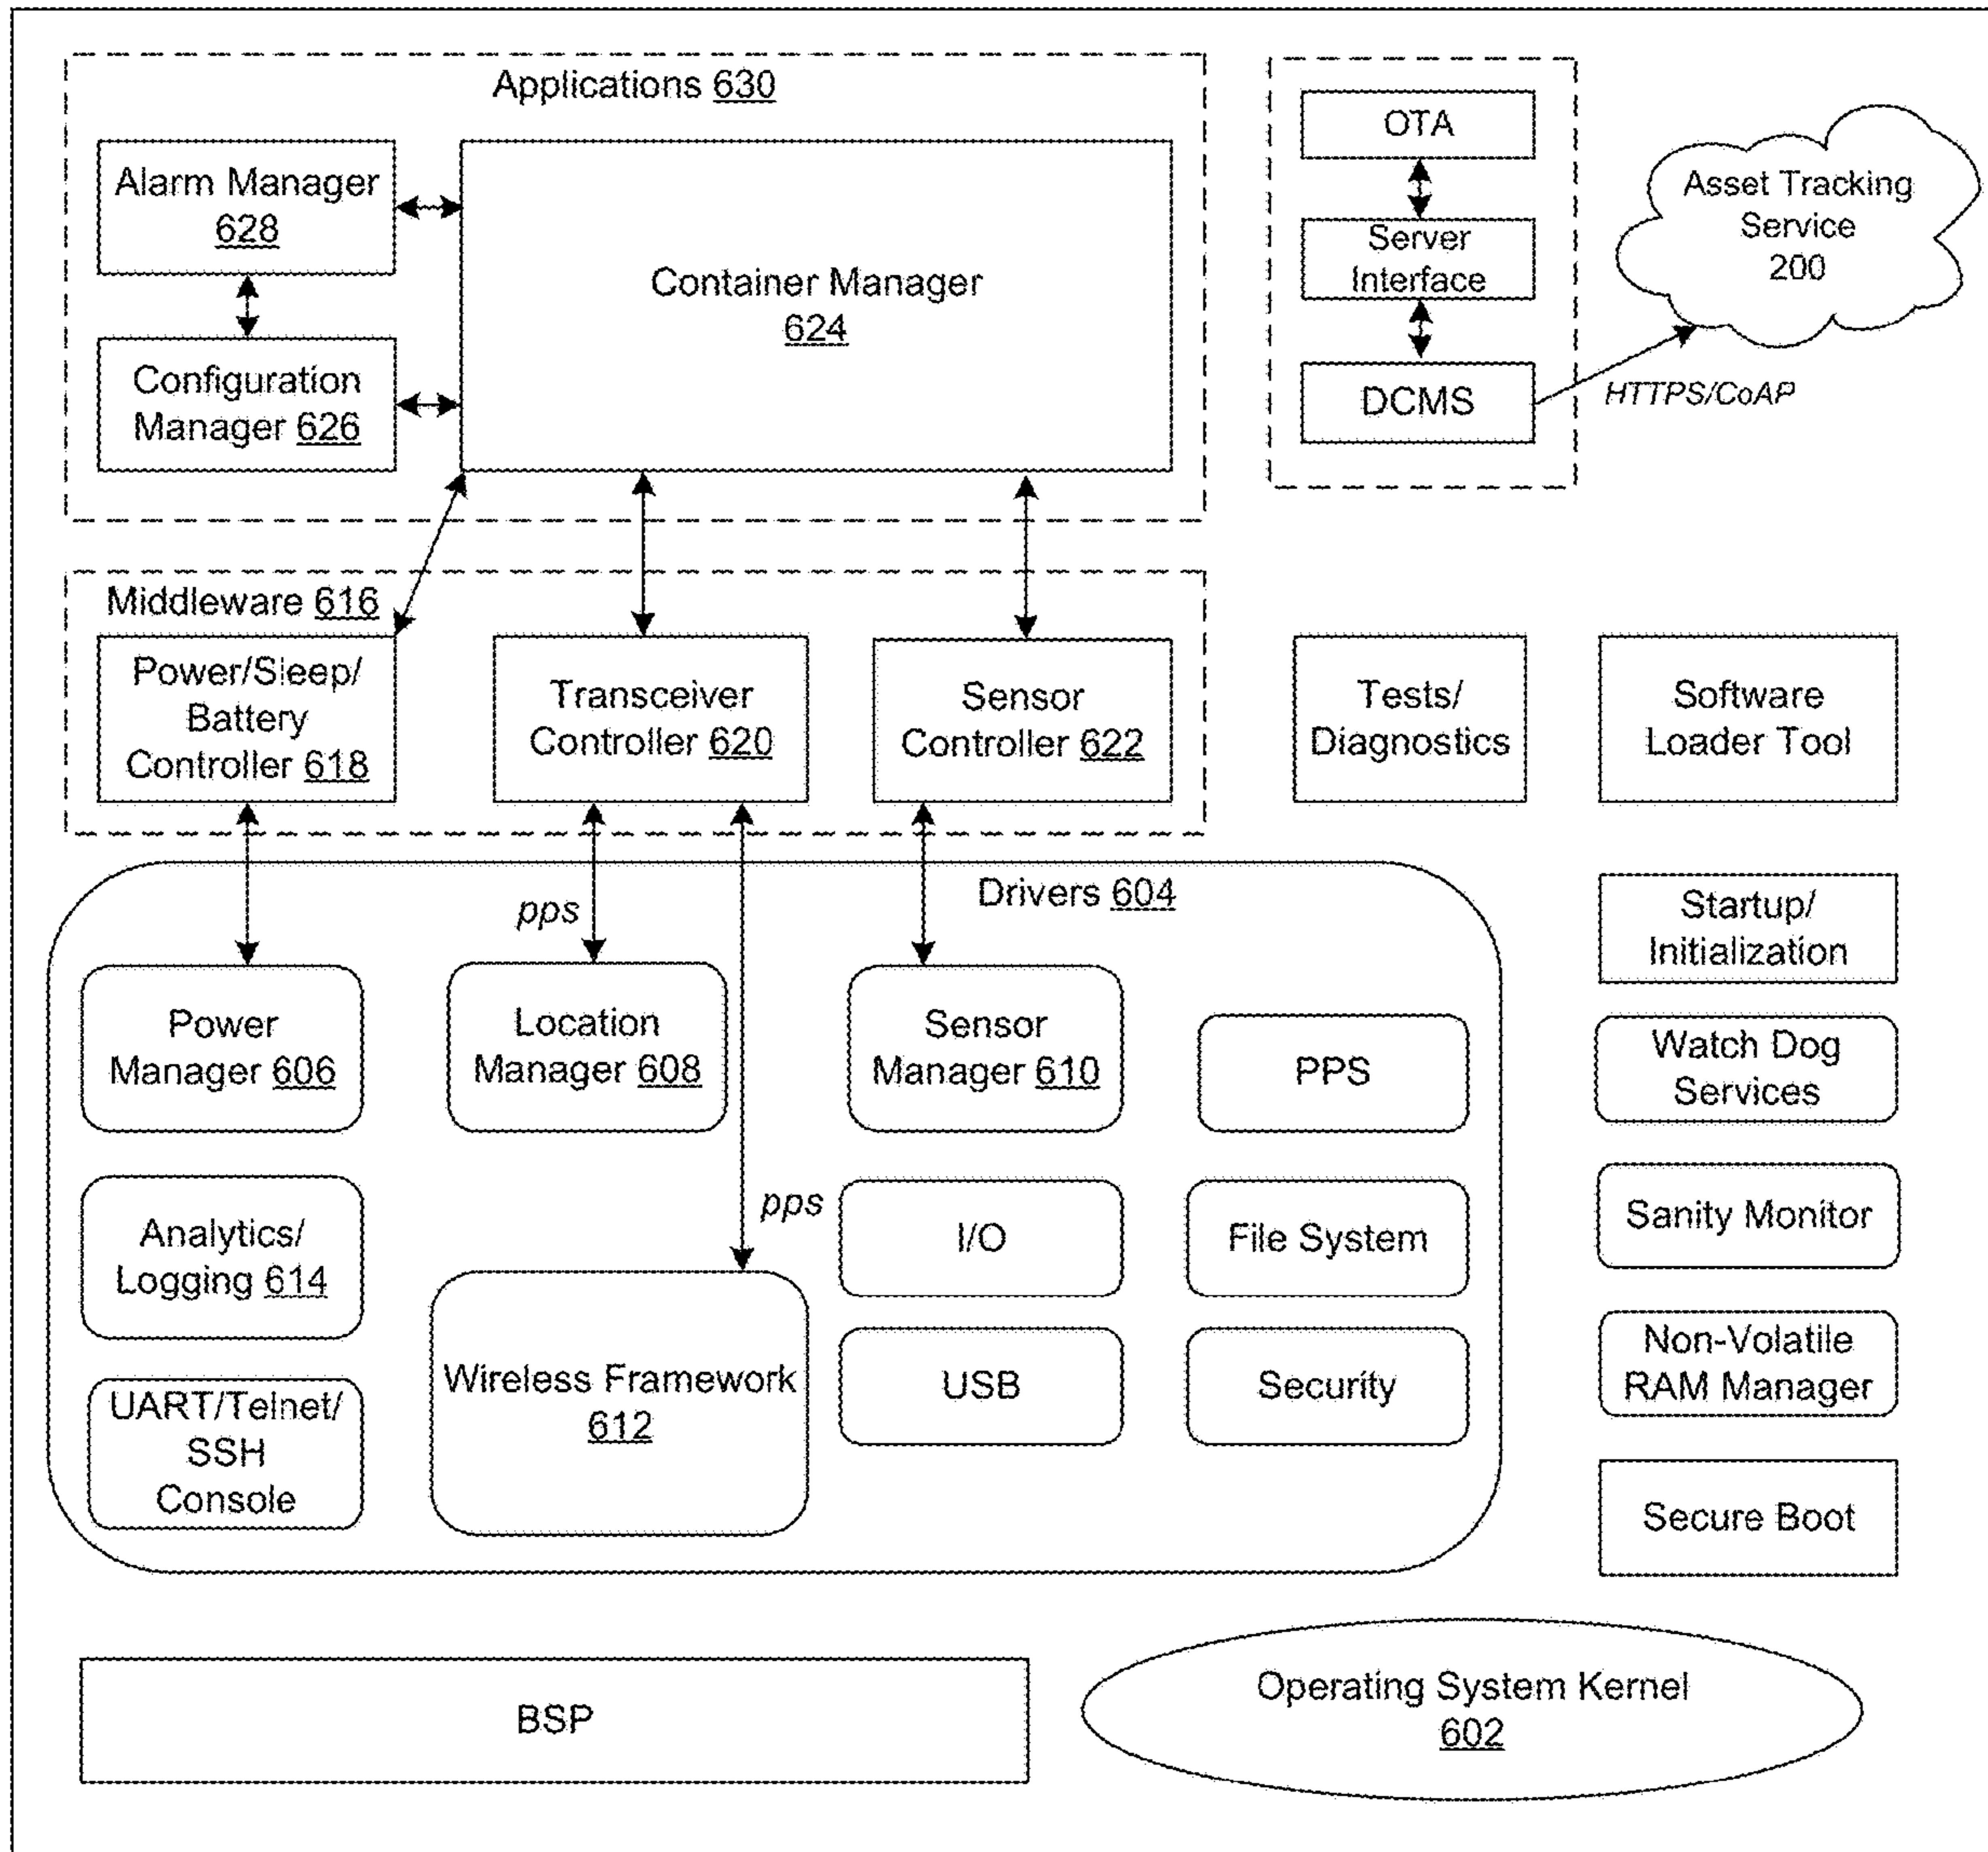 Applications 630
Alarm Manager
628
Container Manager
624
Configuration
Manager 626
OTA
Server
Interface
DCMS
HTTPS/CoAP
Asset Tracking
Service
200
Middleware 616
Power/Sleep/
Battery
Controller 618
Transceiver
Controller 620
Sensor
Controller 622
Tests/
Diagnostics
Software
Loader Tool
Drivers 604
pps
Power
Manager 606
Location
Manager 608
Sensor
Manager 610
PPS
Startup/
Initialization
Watch Dog
Services
Analytics/
Logging 614
pps
I/O
File System
Sanity Monitor
UART/Telnet/
SSH
Console
Wireless Framework
612
USB
Security
Non-Volatile
RAM Manager
Secure Boot
BSP
Operating System Kernel
602